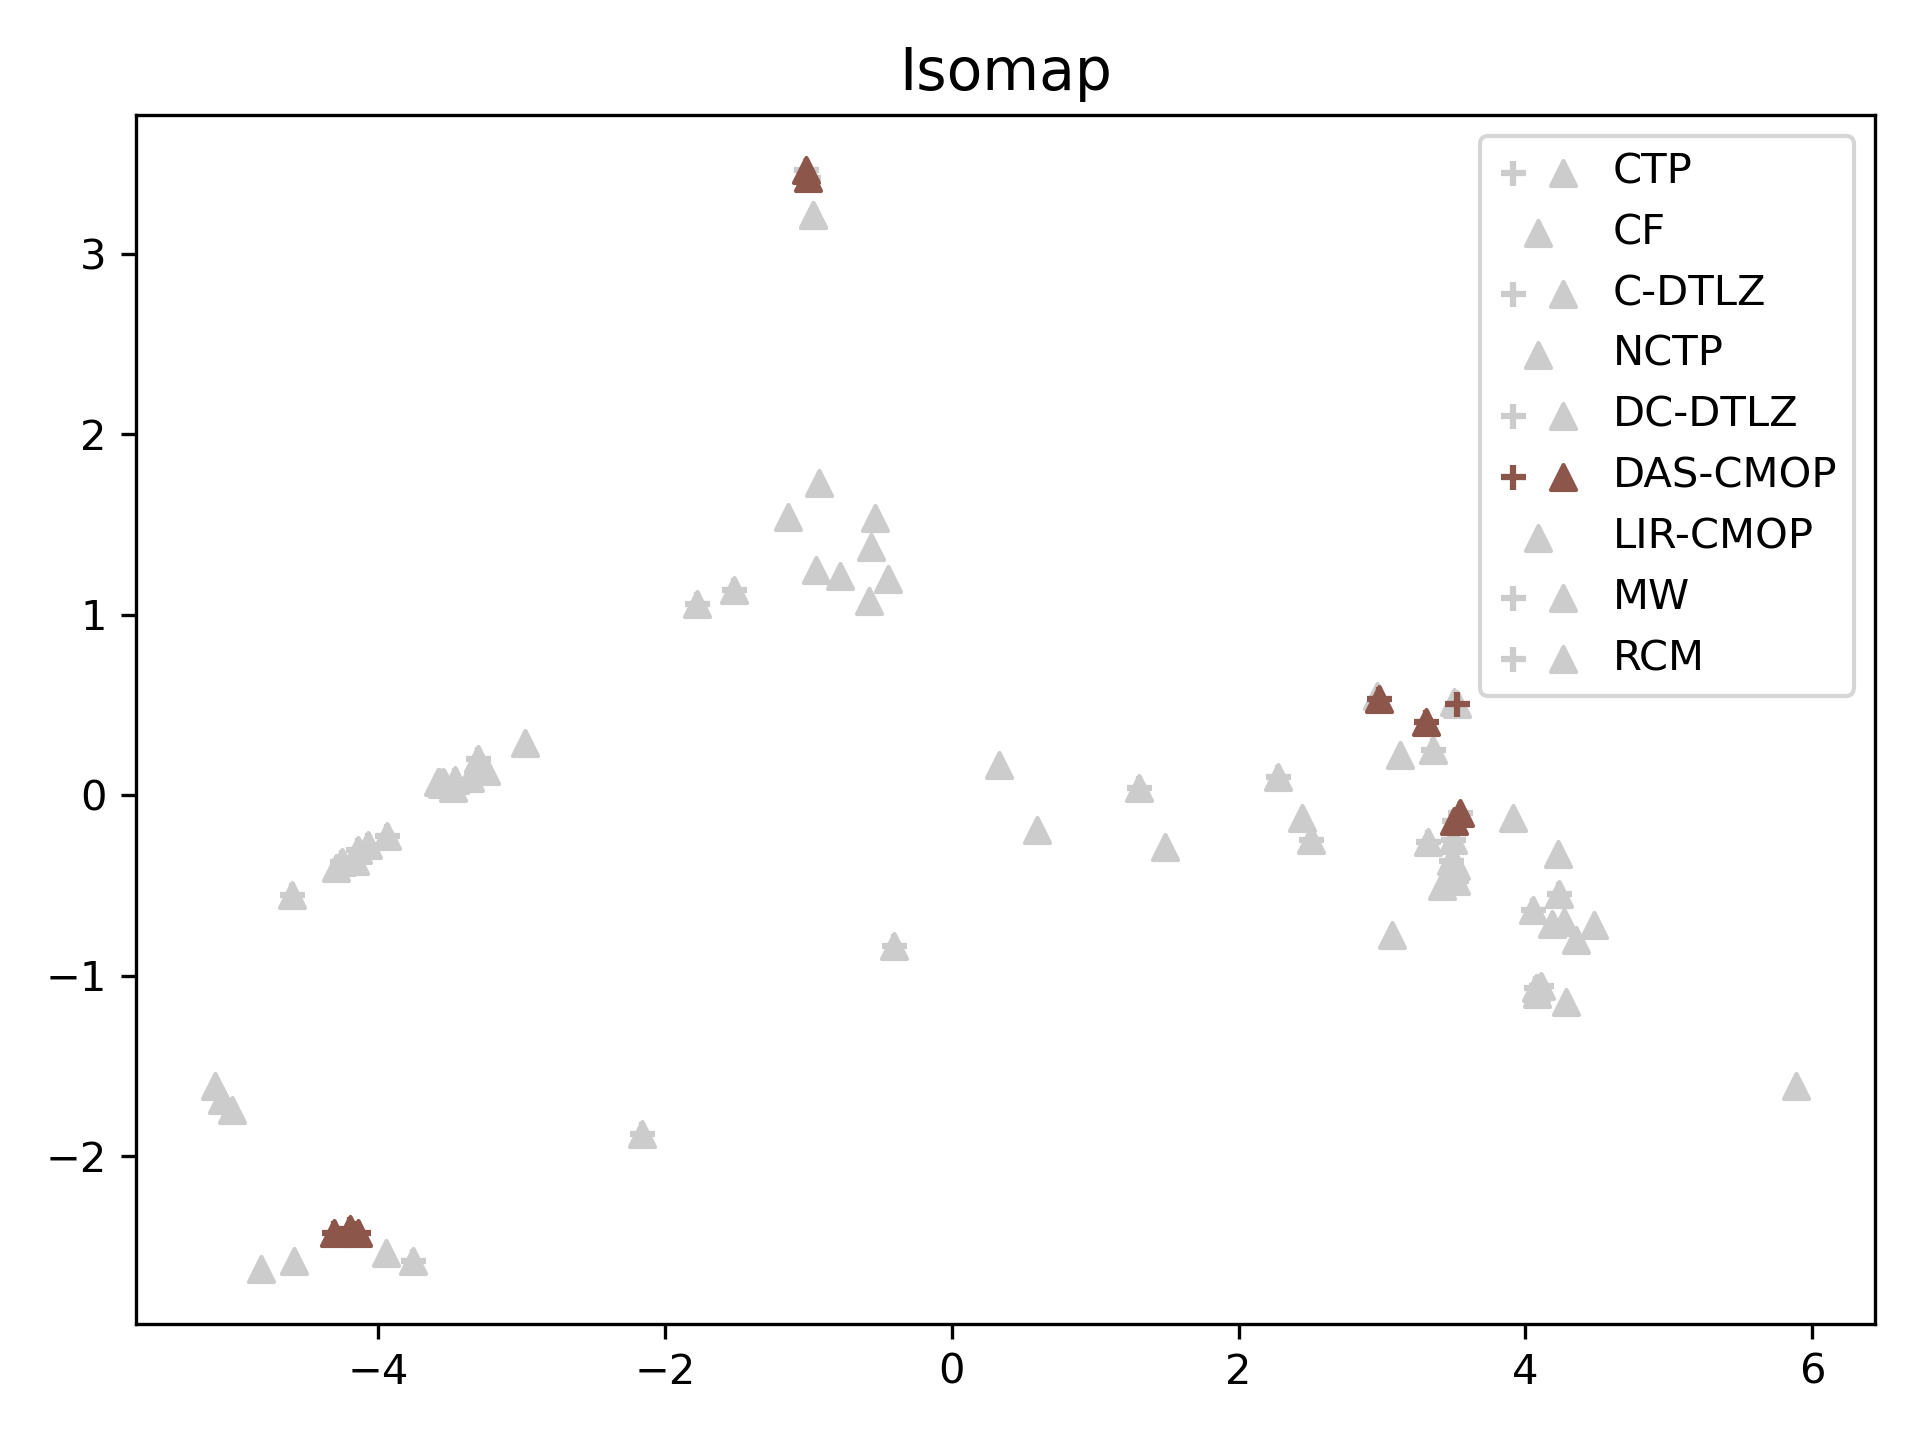 Isomap
CTP
CF
C-DTLZ
NCTP
DC-DTLZ
DAS-CMOP
LIR-CMOP
MW
RCM
3
2
1
0
−1
−2
−4
−2
0
2
4
6